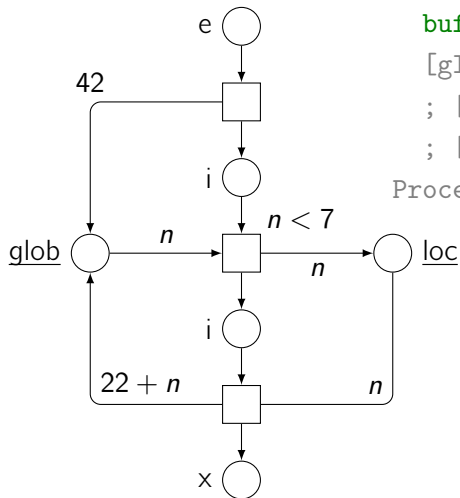 e
buf
42
[gl
; [
; [
i
Proce
n < 7
glob
n
n
loc
i
22 + n
n
x